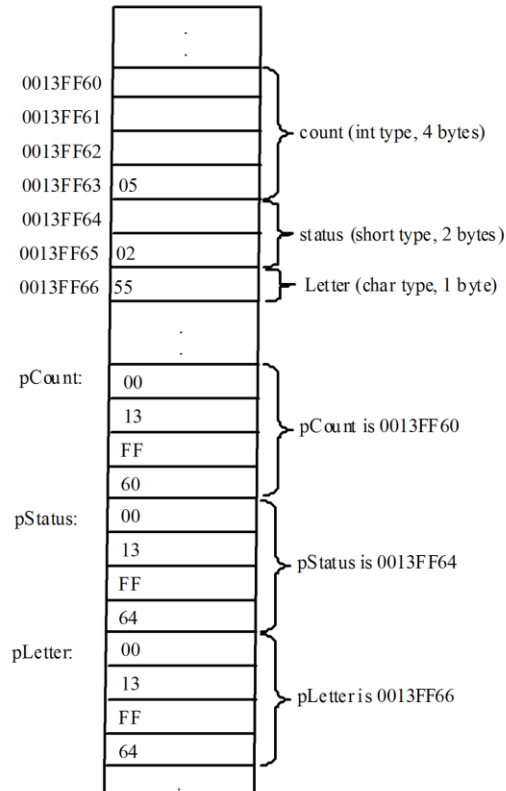 0013FF60
0013FF61
count (int type, 4 bytes)
0013FF62
0013FF63 05
0013FF64
status (short type, 2 bytes)
0013FF65 02
0013FF66 55 Letter (char type, 1 byte)
pCount: 00
13
pCount is 0013FF60
FF
60
pStatus: 00
13
pStatus is 0013FF64
FF
64
pLetter: 00
13
pLetter is 0013FF66
FF
64